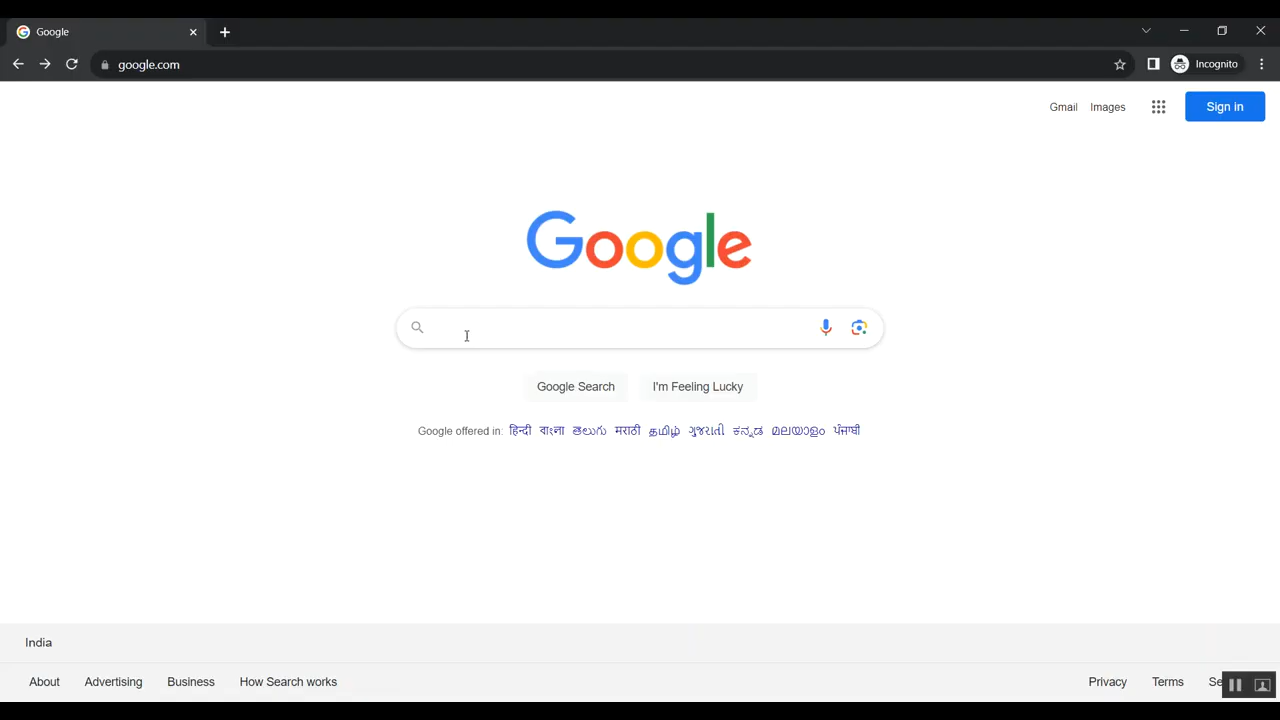 Google
google.com
Incognito
Gmail Images
Sign in
Google
Google Search I'm Feeling Lucky
Google offered in: हिन्दी বাংলা తెలుగు मराठी தமிழ் ગુજરાતી ಕನ್ನಡ മലയാളം ਪੰਜਾਬੀ
India
About Advertising Business How Search works Privacy Terms